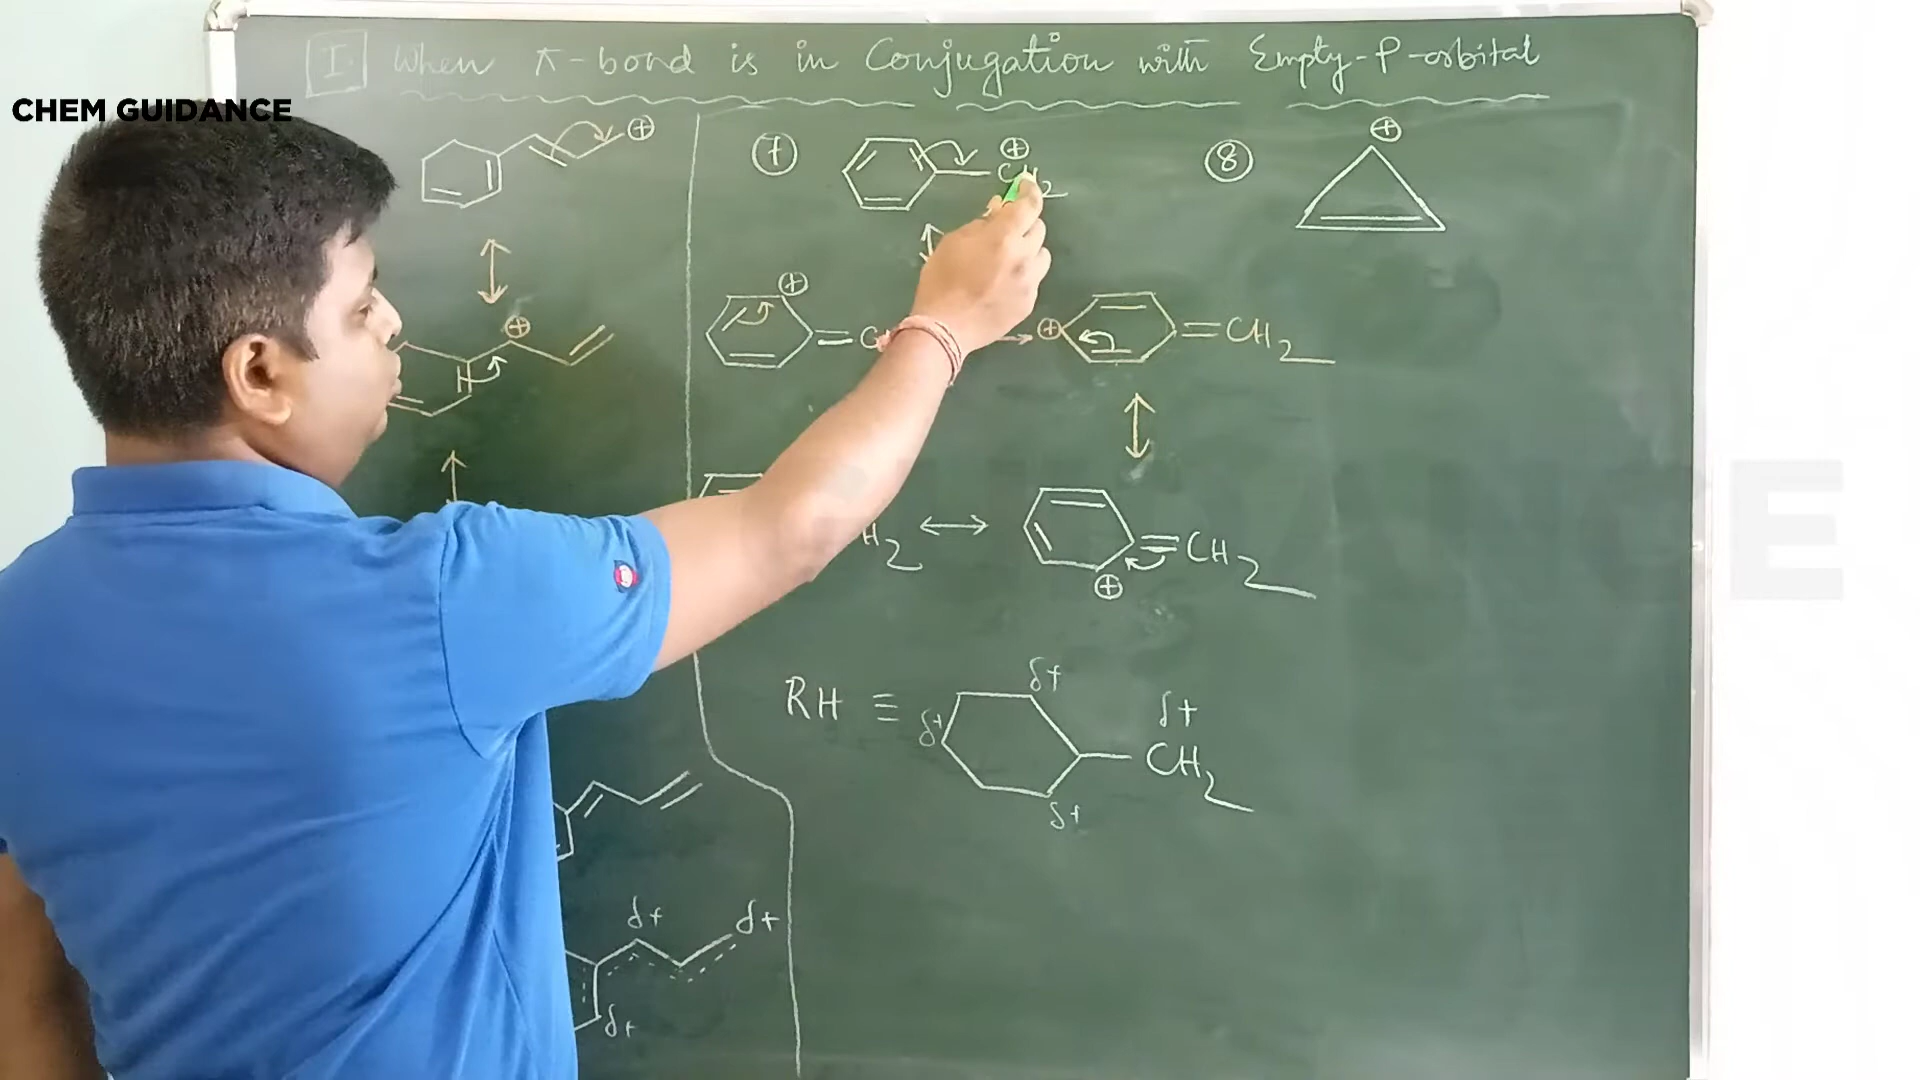 I. When π-bond is in Conjugation with Empty-P-orbital
CHEM GUIDANCE
⊕
7
⊕
CH2
8
⊕
⊕
⊕
=CH2
⊕
=CH2
H2
⊕
RH ≡
δ+
δ+
δ+
CH2
δ+
δ+
δ+
δ+
E